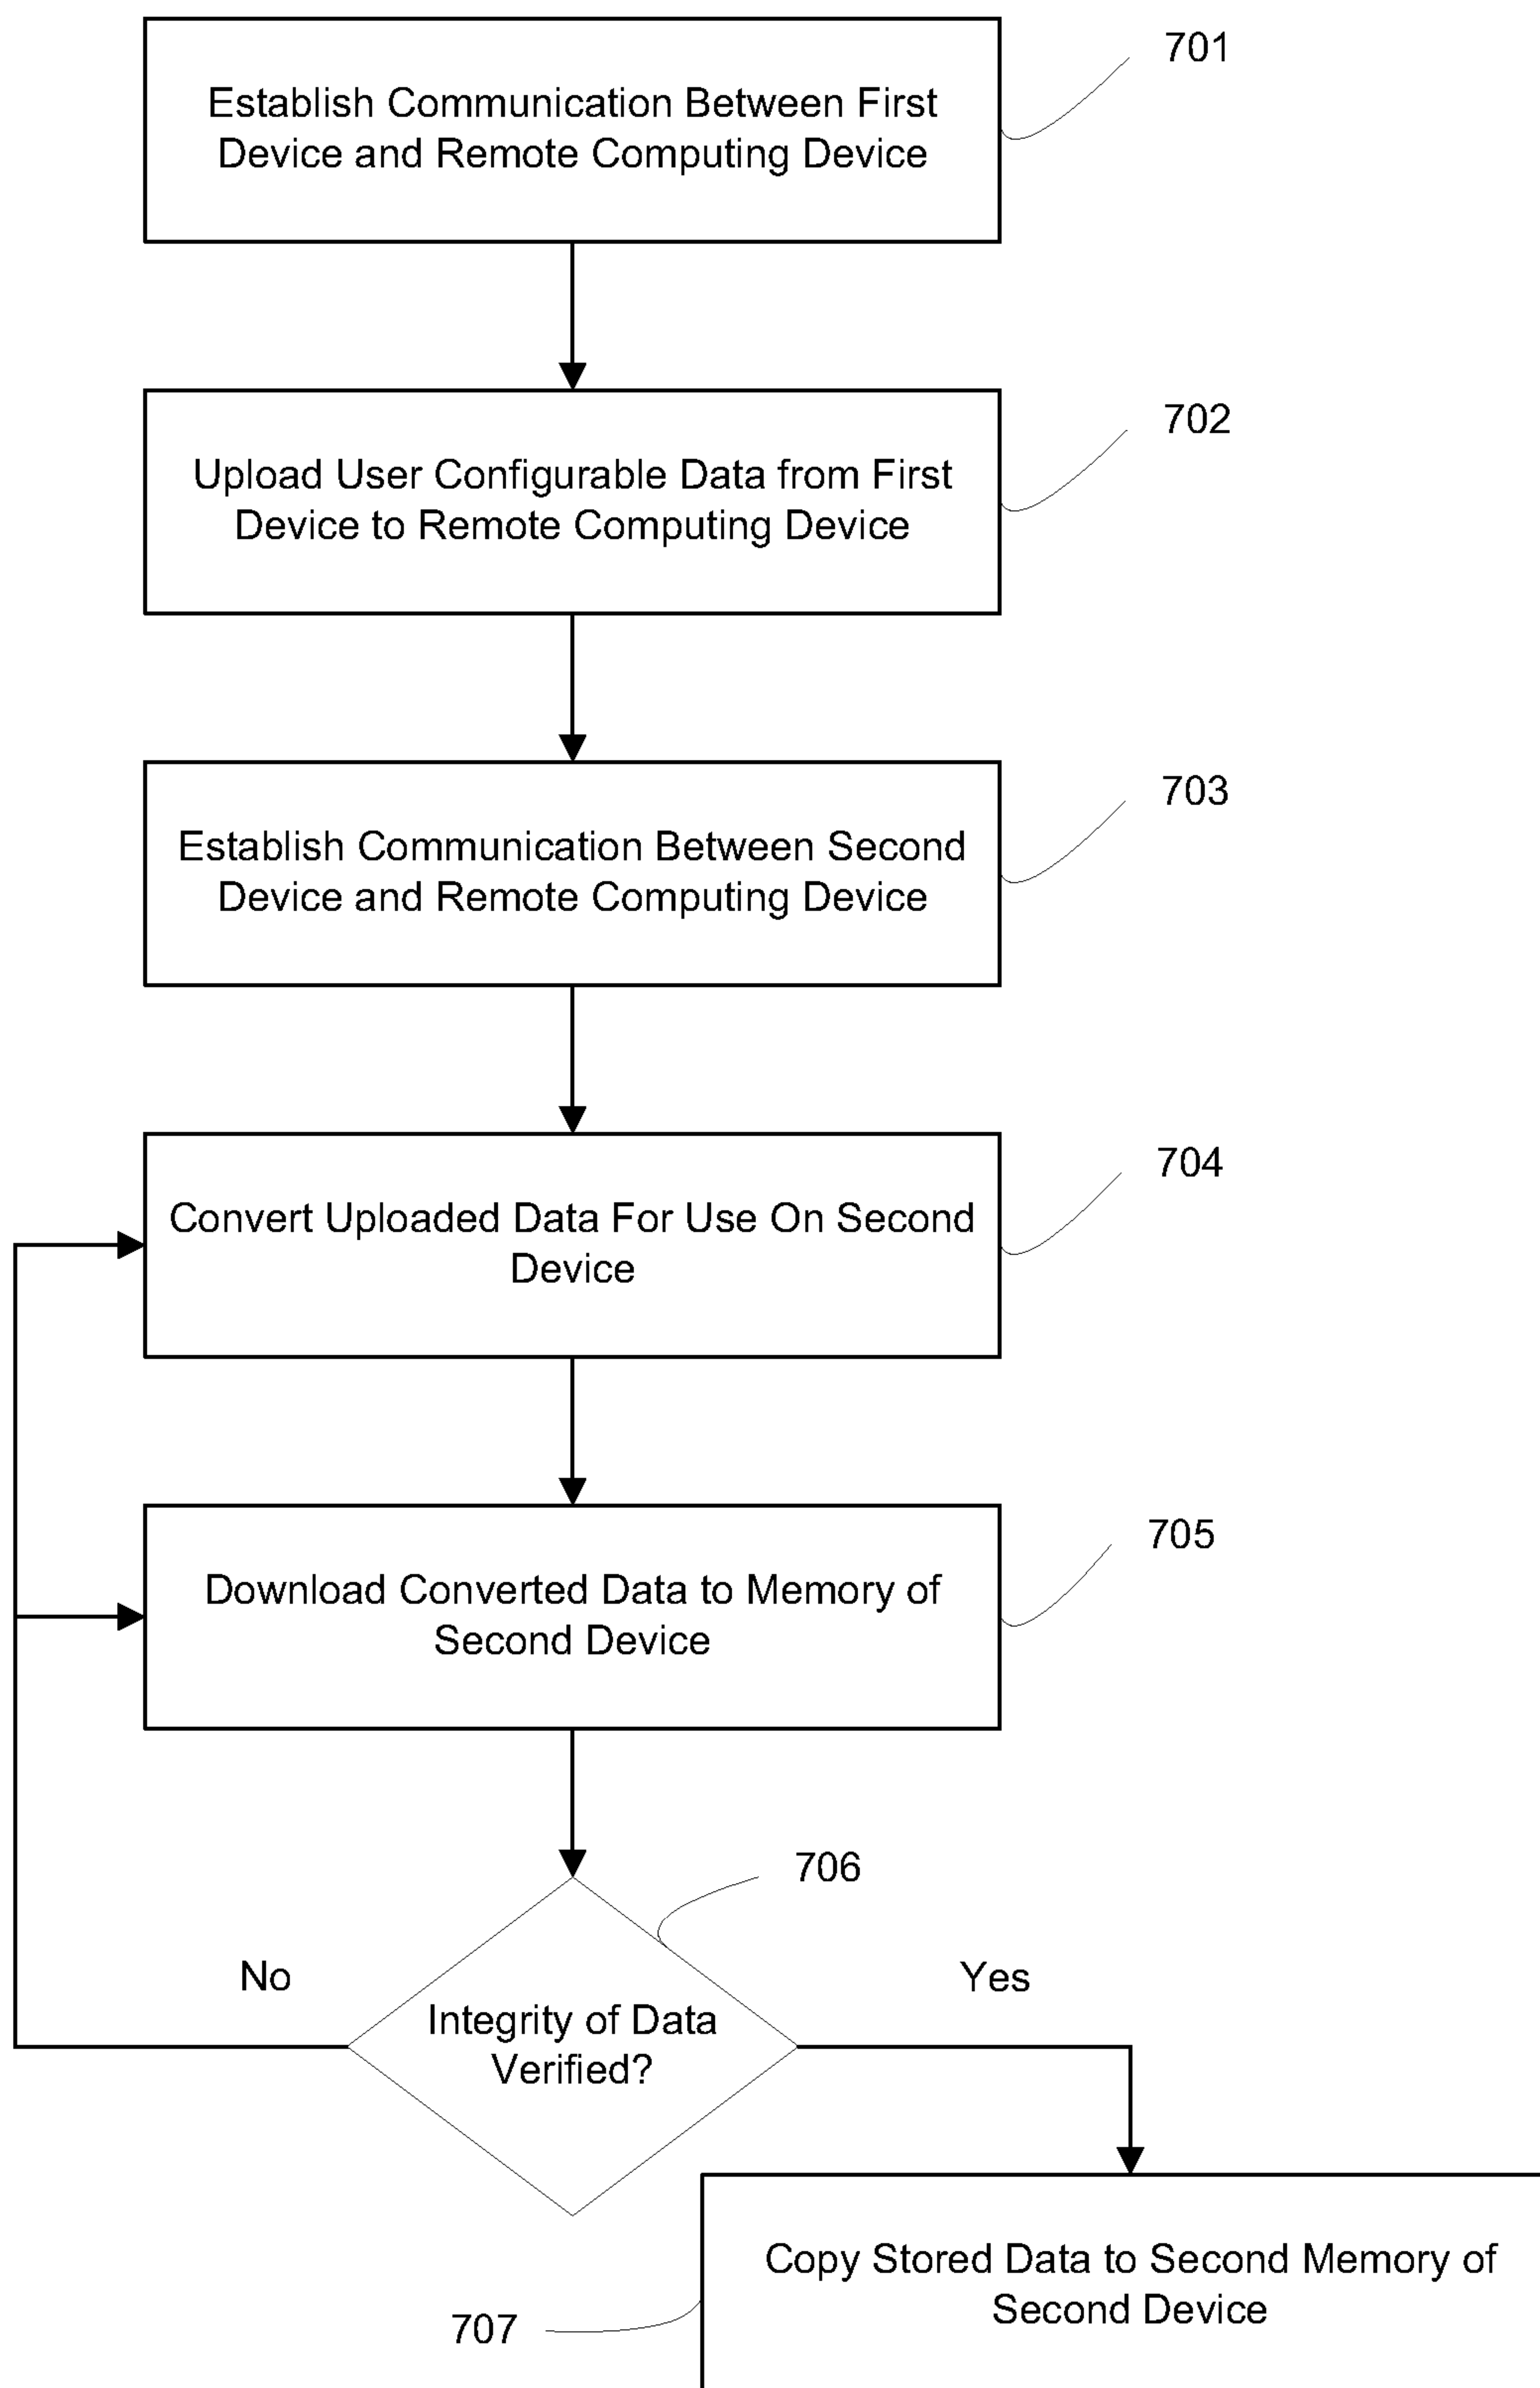 701
Establish Communication Between First
Device and Remote Computing Device
702
Upload User Configurable Data from First
Device to Remote Computing Device
703
Establish Communication Between Second
Device and Remote Computing Device
704
Convert Uploaded Data For Use On Second
Device
705
Download Converted Data to Memory of
Second Device
706
No
Yes
Integrity of Data
Verified?
Copy Stored Data to Second Memory of
Second Device
707